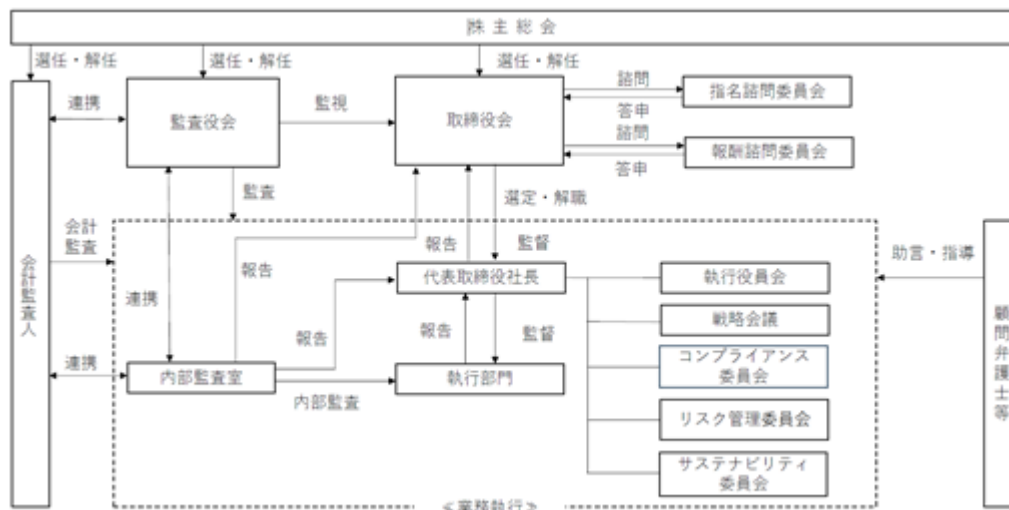 株主総会
選任・解任
選任・解任
選任・解任
連携
監査役会
監視
取締役会
諮問
答申
指名諮問委員会
諮問
答申
報酬諮問委員会
監査
選定・解職
会計
監査
報告
報告
監督
助言・指導
会計監査人
連携
代表取締役社長
執行役員会
戦略会議
報告
報告
監督
コンプライアンス
委員会
顧問弁護士等
連携
内部監査室
内部監査
執行部門
リスク管理委員会
サステナビリティ
委員会
≪業務執行≫